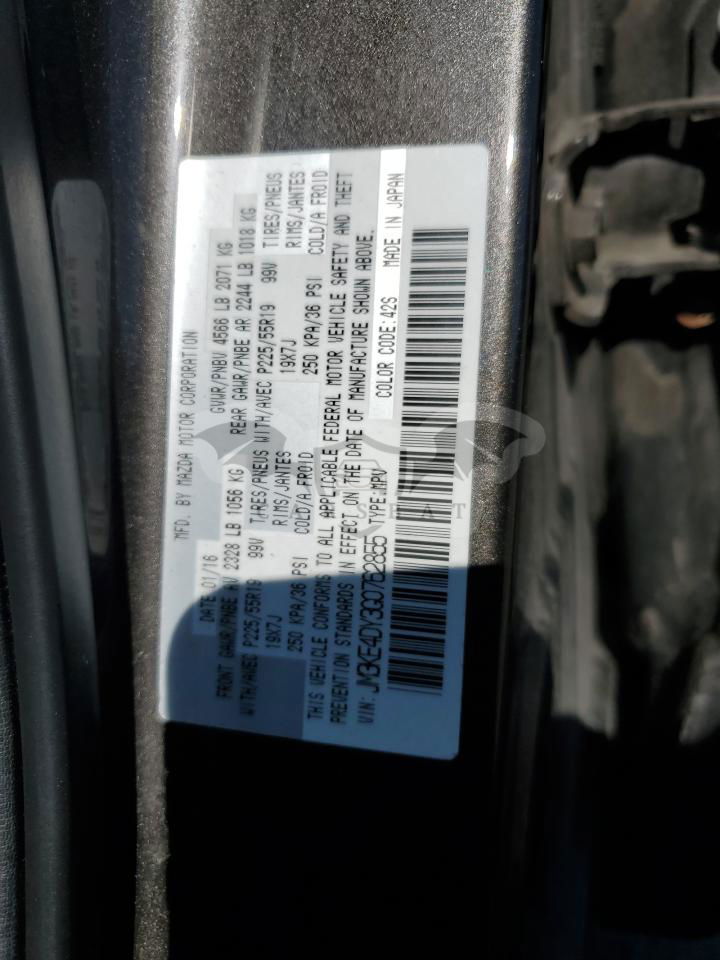 MFD. BY MAZDA MOTOR CORPORATION
DATE 01/16 GVWR/PNBV 4566 LB 2071 KG
FRONT GAWR/PNBE AV 2328 LB 1056 KG REAR GAWR/PNBE AR 2244 LB 1018 KG
WITH/AVEC P225/55R19 99V TIRES/PNEUS WITH/AVEC P225/55R19 99V TIRES/PNEUS
19X7J RIMS/JANTES 19X7J RIMS/JANTES
250 KPA/36 PSI COLD/A FROID 250 KPA/36 PSI COLD/A FROID
THIS VEHICLE CONFORMS TO ALL APPLICABLE FEDERAL MOTOR VEHICLE SAFETY AND THEFT
PREVENTION STANDARDS IN EFFECT ON THE DATE OF MANUFACTURE SHOWN ABOVE.
VIN: JM3KE4DY3G0762855 TYPE:MPV COLOR CODE:42S MADE IN JAPAN